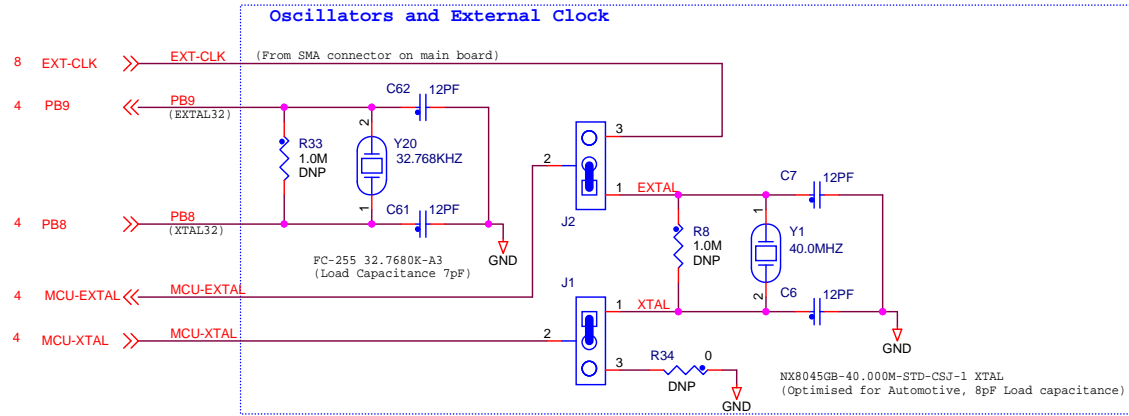 Oscillators and External Clock
8 EXT-CLK EXT-CLK (From SMA connector on main board)
C62 12PF
4 PB9 PB9
(EXTAL32)
3
2
R33
1.0M
DNP
Y20
32.768KHZ
2
C7 12PF
1
EXTAL
1
C61 12PF
4 PB8 PB8
(XTAL32)
J2
1
R8
1.0M
DNP
Y1
40.0MHZ
GND
FC-255 32.7680K-A3
(Load Capacitance 7pF)
J1
2
C6 12PF
4 MCU-EXTAL MCU-EXTAL
1
XTAL
4 MCU-XTAL MCU-XTAL
2
GND
3
R34 0
DNP
GND
NX8045GB-40.000M-STD-CSJ-1 XTAL
(Optimised for Automotive, 8pF Load capacitance)